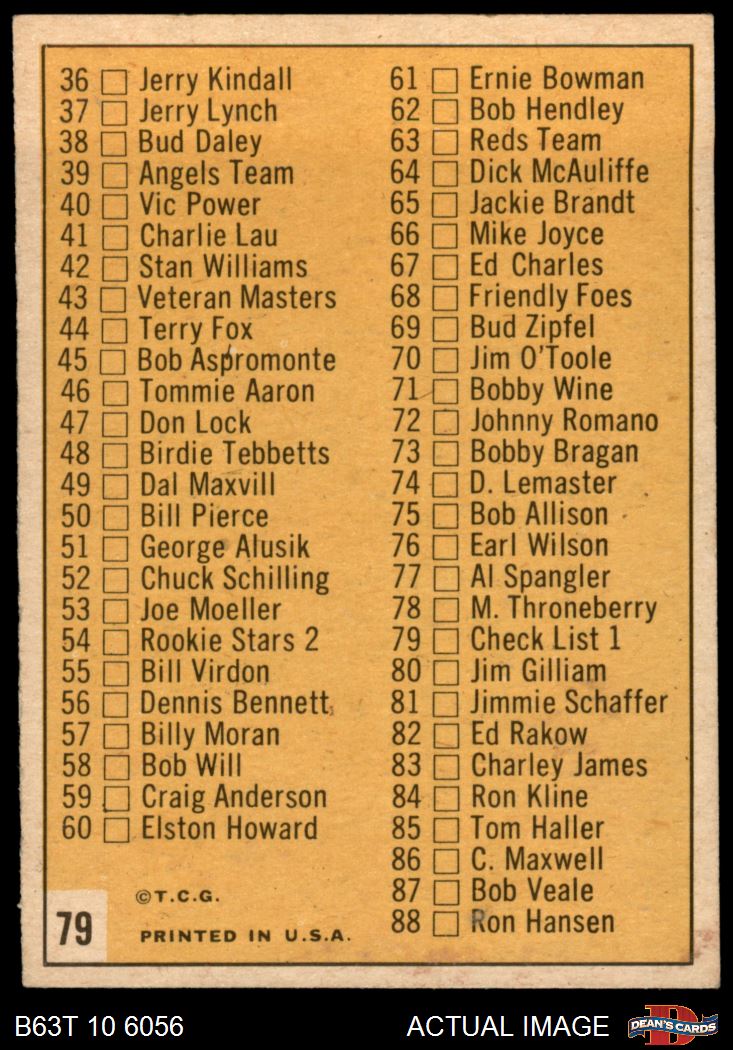 36 Jerry Kindall
37 Jerry Lynch
38 Bud Daley
39 Angels Team
40 Vic Power
41 Charlie Lau
42 Stan Williams
43 Veteran Masters
44 Terry Fox
45 Bob Aspromonte
46 Tommie Aaron
47 Don Lock
48 Birdie Tebbetts
49 Dal Maxvill
50 Bill Pierce
51 George Alusik
52 Chuck Schilling
53 Joe Moeller
54 Rookie Stars 2
55 Bill Virdon
56 Dennis Bennett
57 Billy Moran
58 Bob Will
59 Craig Anderson
60 Elston Howard
61 Ernie Bowman
62 Bob Hendley
63 Reds Team
64 Dick McAuliffe
65 Jackie Brandt
66 Mike Joyce
67 Ed Charles
68 Friendly Foes
69 Bud Zipfel
70 Jim O'Toole
71 Bobby Wine
72 Johnny Romano
73 Bobby Bragan
74 D. Lemaster
75 Bob Allison
76 Earl Wilson
77 Al Spangler
78 M. Throneberry
79 Check List 1
80 Jim Gilliam
81 Jimmie Schaffer
82 Ed Rakow
83 Charley James
84 Ron Kline
85 Tom Haller
86 C. Maxwell
87 Bob Veale
88 Ron Hansen
79
©T.C.G.
PRINTED IN U.S.A.
B63T 10 6056
ACTUAL IMAGE
DEAN'S CARDS